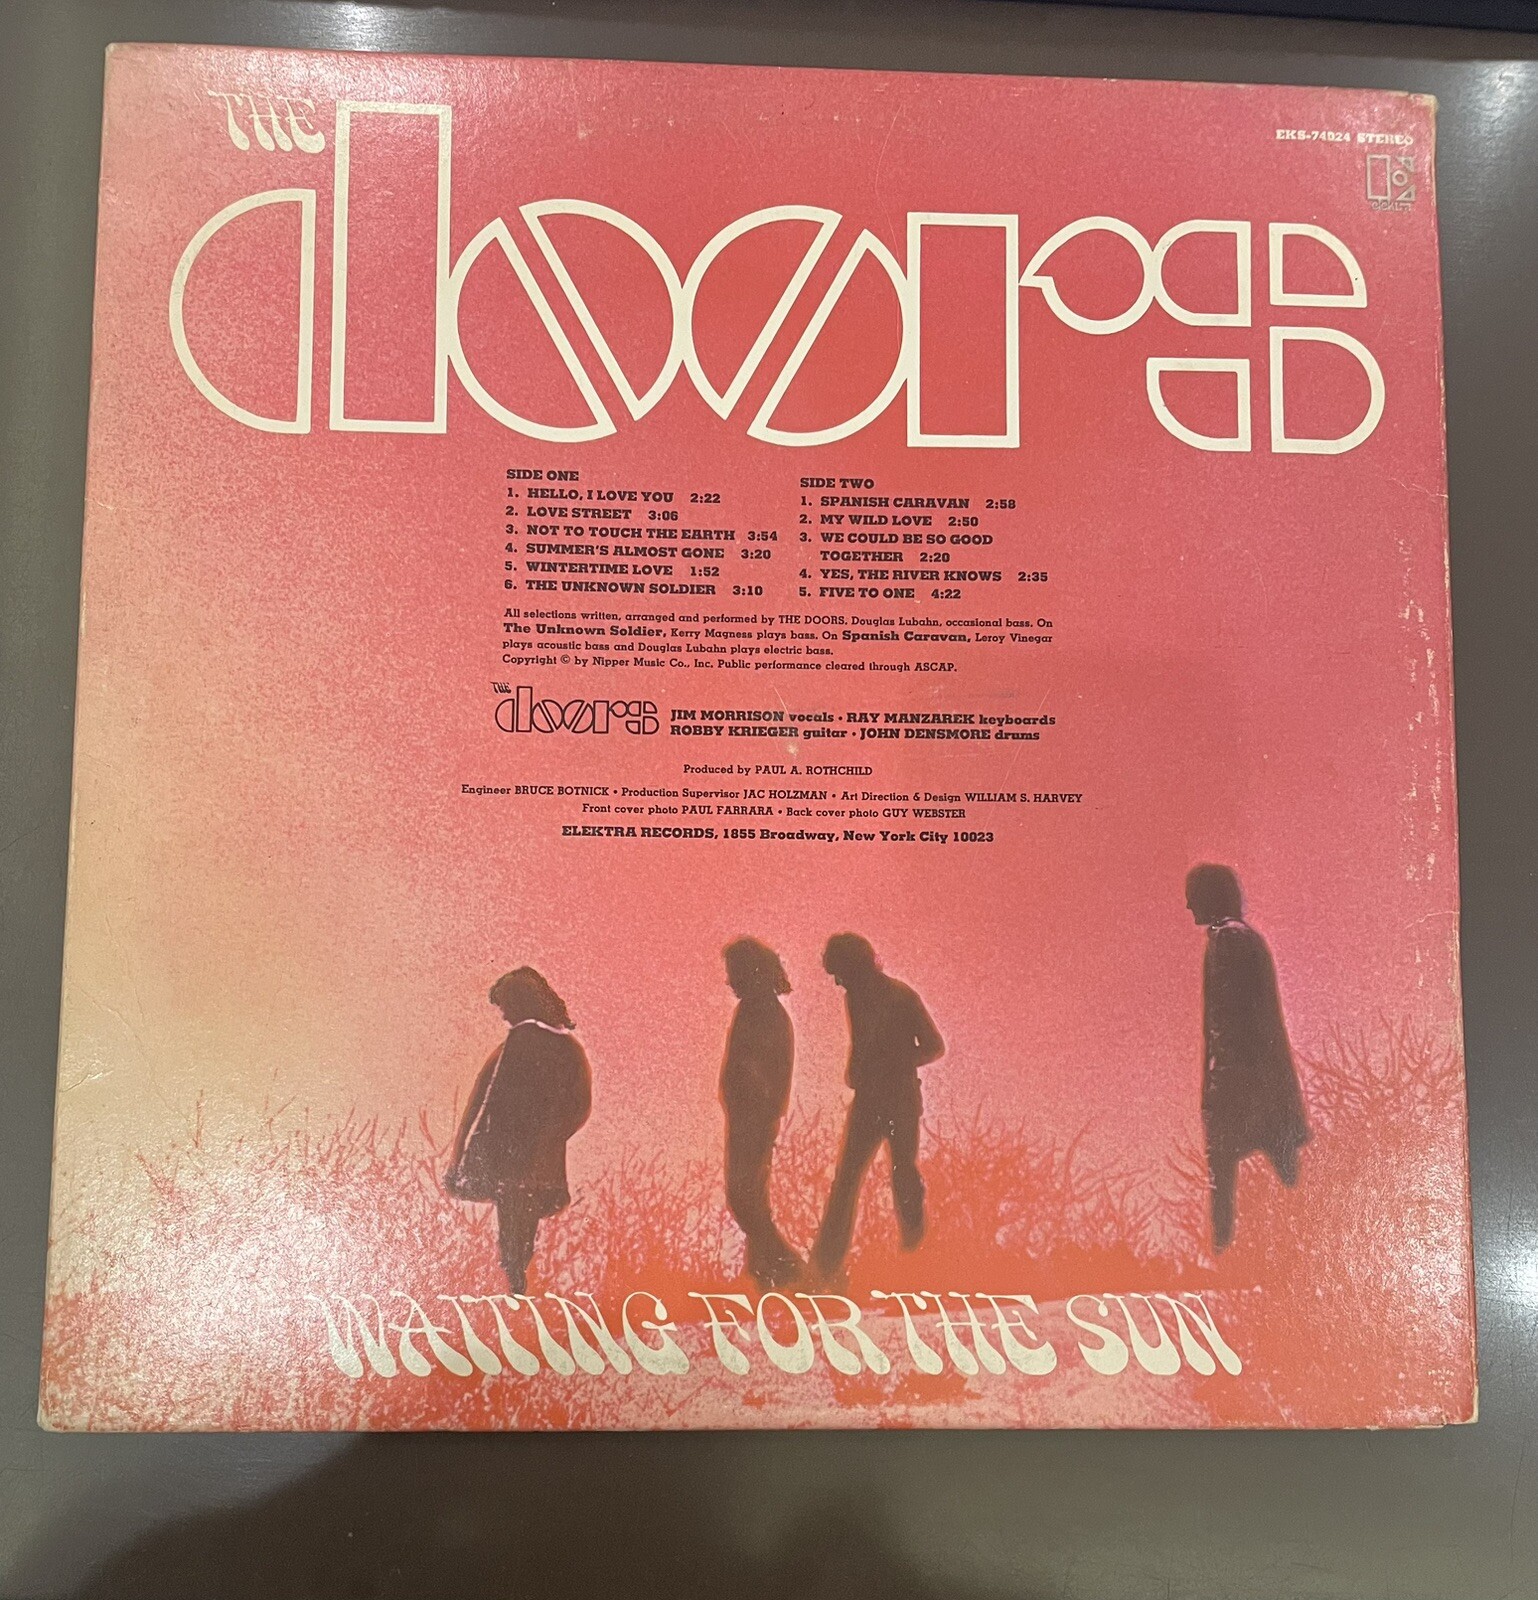 THE
doors
EKS-74024 STEREO
SIDE ONE
1. HELLO, I LOVE YOU 2:22
2. LOVE STREET 3:06
3. NOT TO TOUCH THE EARTH 3:54
4. SUMMER'S ALMOST GONE 3:20
5. WINTERTIME LOVE 1:52
6. THE UNKNOWN SOLDIER 3:10
SIDE TWO
1. SPANISH CARAVAN 2:58
2. MY WILD LOVE 2:50
3. WE COULD BE SO GOOD
TOGETHER 2:20
4. YES, THE RIVER KNOWS 2:35
5. FIVE TO ONE 4:22
All selections written, arranged and performed by THE DOORS. Douglas Lubahn, occasional bass. On
The Unknown Soldier, Kerry Magness plays bass. On Spanish Caravan, Leroy Vinegar
plays acoustic bass and Douglas Lubahn plays electric bass.
Copyright © by Nipper Music Co., Inc. Public performance cleared through ASCAP.
THE
doors
JIM MORRISON vocals • RAY MANZAREK keyboards
ROBBY KRIEGER guitar • JOHN DENSMORE drums
Produced by PAUL A. ROTHCHILD
Engineer BRUCE BOTNICK • Production Supervisor JAC HOLZMAN • Art Direction & Design WILLIAM S. HARVEY
Front cover photo PAUL FARRARA • Back cover photo GUY WEBSTER
ELEKTRA RECORDS, 1855 Broadway, New York City 10023
WAITING FOR THE SUN